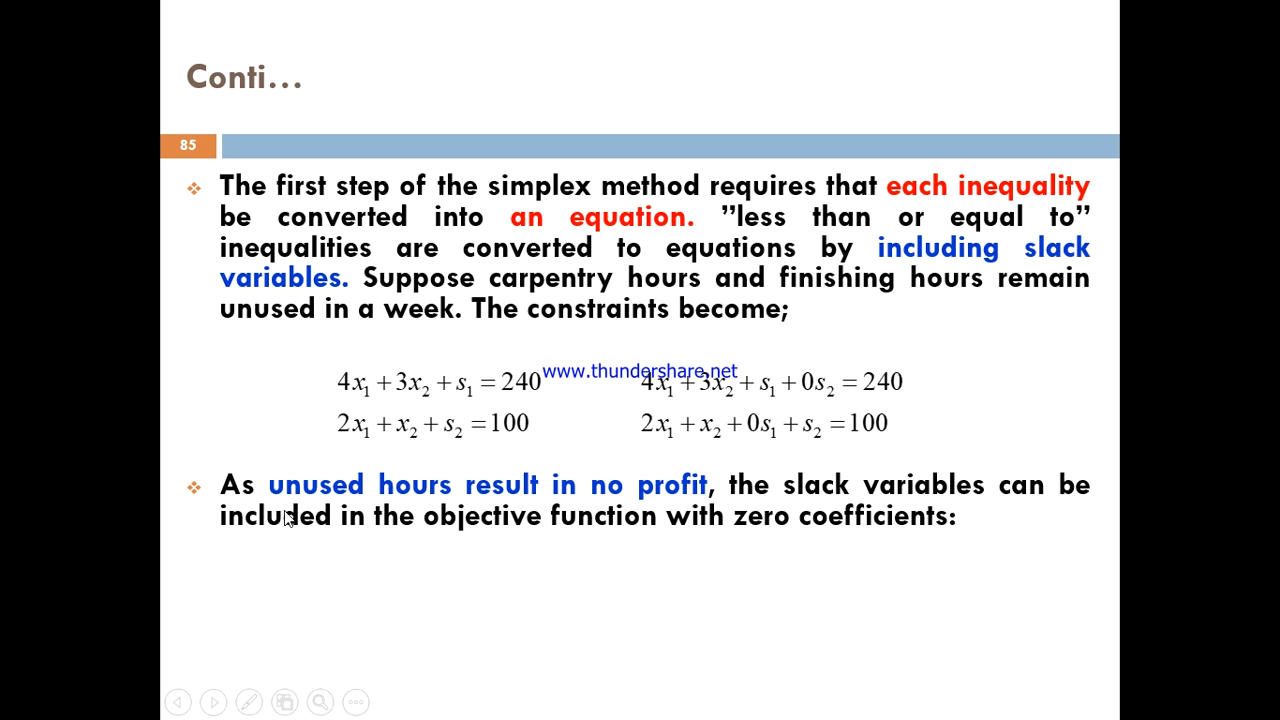 Conti…
85
The first step of the simplex method requires that each inequality
be converted into an equation. ”less than or equal to”
inequalities are converted to equations by including slack
variables. Suppose carpentry hours and finishing hours remain
unused in a week. The constraints become;
www.thundershare.net
4x₁ + 3x₂ + s₁ = 240 4x₁ + 3x₂ + s₁ + 0s₂ = 240
2x₁ + x₂ + s₂ = 100 2x₁ + x₂ + 0s₁ + s₂ = 100
As unused hours result in no profit, the slack variables can be
included in the objective function with zero coefficients: